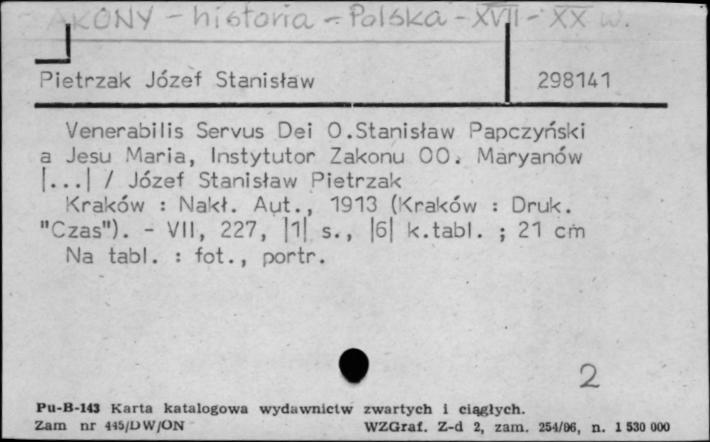 ZAKONY - historia - Polska - XVII - XX w.
Pietrzak Józef Stanisław 298141
Venerabilis Servus Dei O.Stanisław Papczyński
a Jesu Maria, Instytutor Zakonu OO. Maryanów
|...| / Józef Stanisław Pietrzak
Kraków : Nakł. Aut., 1913 (Kraków : Druk.
"Czas"). - VII, 227, |1| s., |6| k.tabl. ; 21 cm
Na tabl. : fot., portr.
2
Pu-B-143 Karta katalogowa wydawnictw zwartych i ciągłych.
Zam nr 445/DW/ON WZGraf. Z-d 2, zam. 254/86, n. 1 530 000